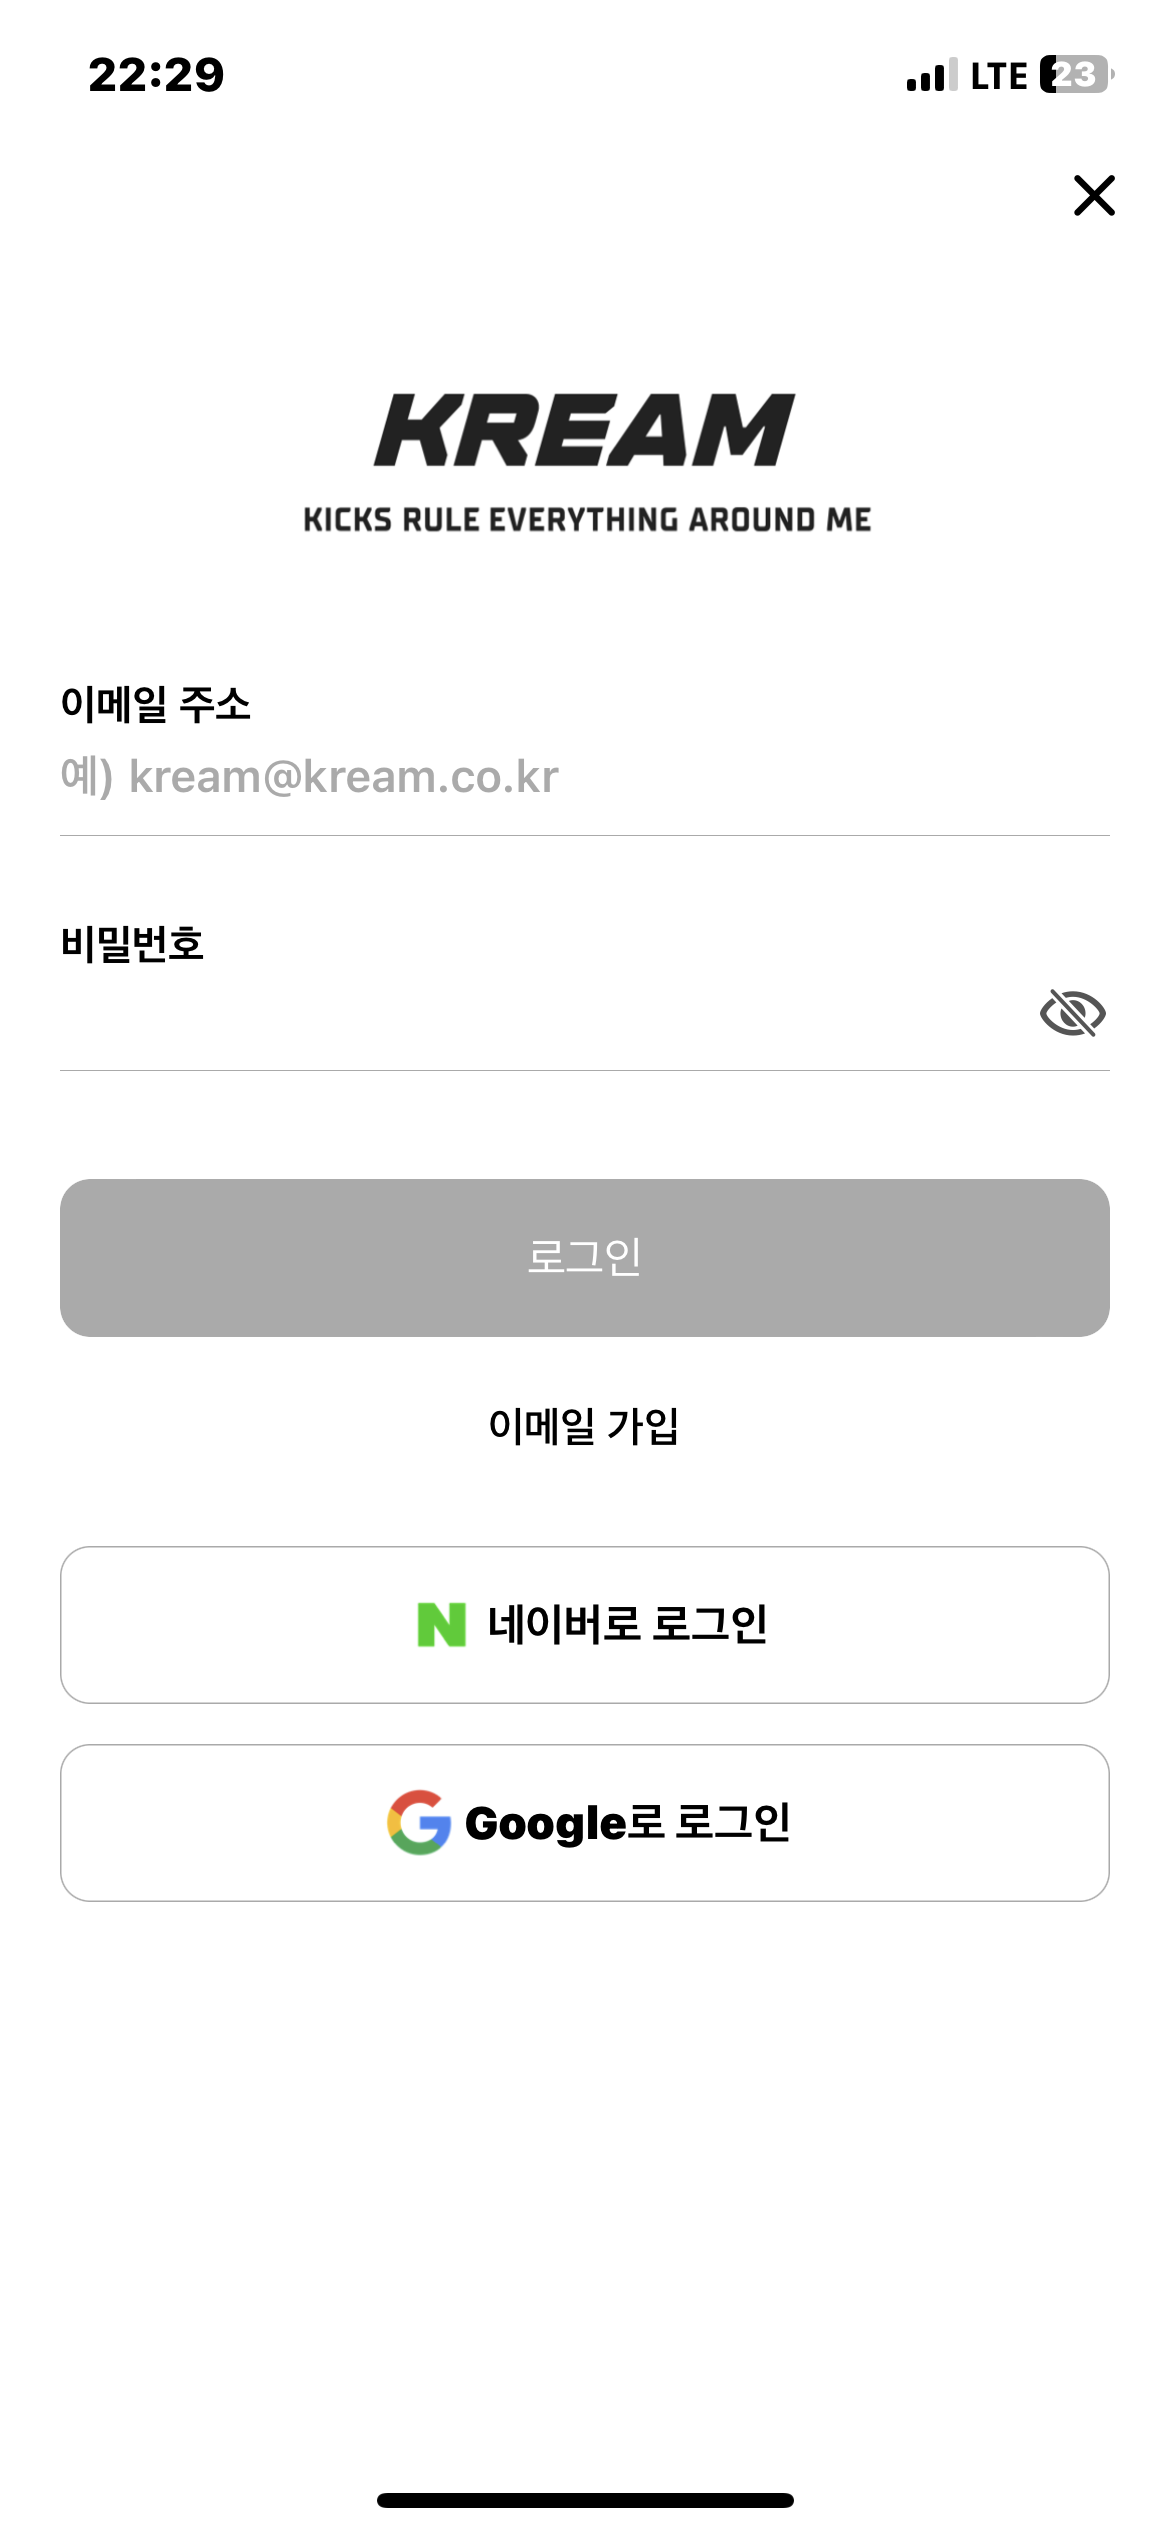 22:29
LTE 23
KREAM
KICKS RULE EVERYTHING AROUND ME
이메일 주소
예) kream@kream.co.kr
비밀번호
로그인
이메일 가입
N 네이버로 로그인
G Google로 로그인